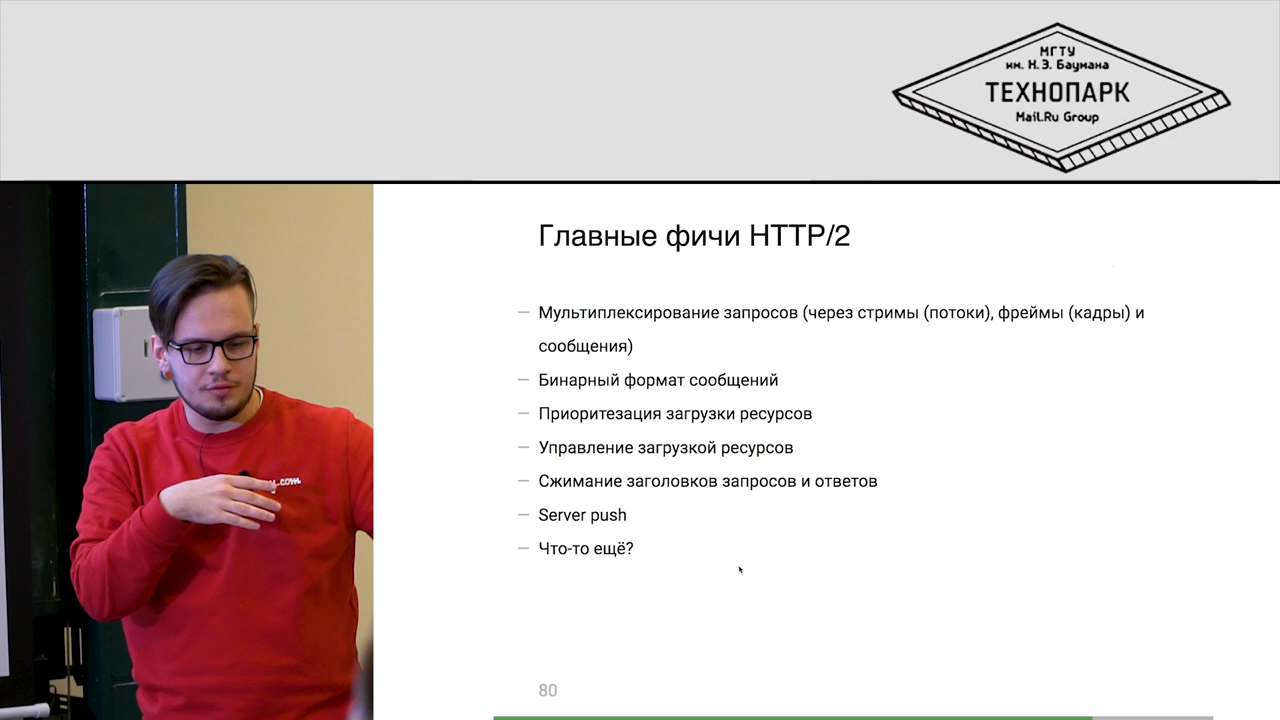 МГТУ
им. Н.Э. Баумана
ТЕХНОПАРК
Mail.Ru Group
Главные фичи HTTP/2
— Мультиплексирование запросов (через стримы (потоки), фреймы (кадры) и
сообщения)
— Бинарный формат сообщений
— Приоритезация загрузки ресурсов
— Управление загрузкой ресурсов
— Сжимание заголовков запросов и ответов
— Server push
— Что-то ещё?
80